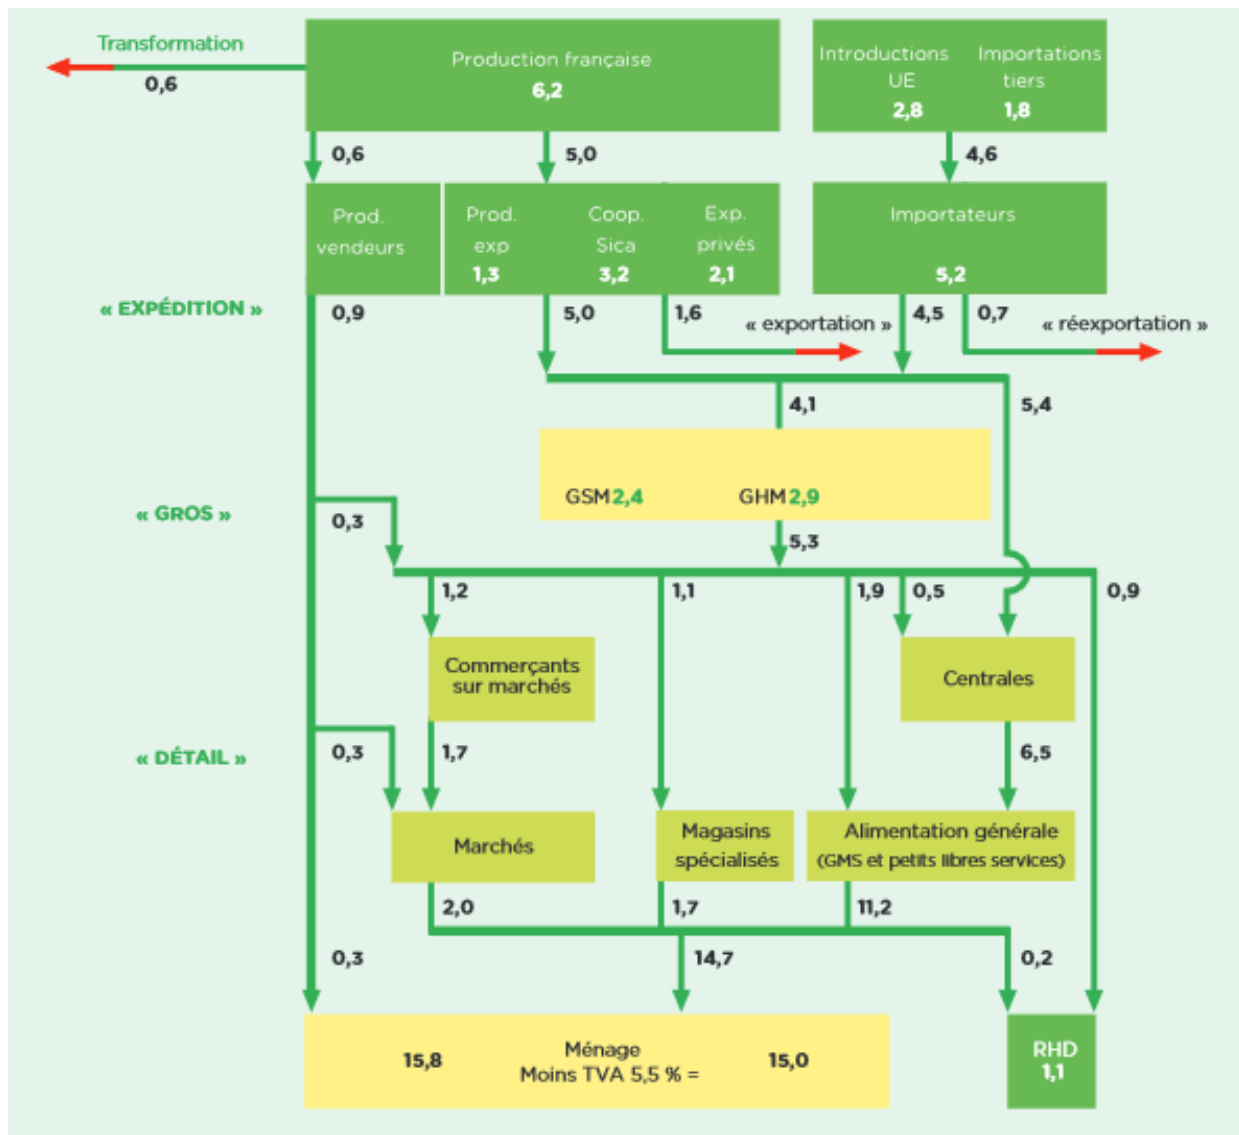 Transformation
0,6
Production française
6,2
Introductions
UE
2,8
Importations
tiers
1,8
0,6
5,0
4,6
Prod.
vendeurs
Prod.
exp
1,3
Coop.
Sica
3,2
Exp.
privés
2,1
Importateurs
5,2
« EXPÉDITION »
0,9
5,0
1,6
« exportation »
4,5
0,7
« réexportation »
4,1
5,4
GSM 2,4
GHM 2,9
« GROS »
0,3
5,3
1,2
1,1
1,9
0,5
0,9
Commerçants
sur marchés
Centrales
« DÉTAIL »
0,3
1,7
6,5
Marchés
Magasins
spécialisés
Alimentation générale
(GMS et petits libres services)
2,0
1,7
11,2
0,3
14,7
0,2
15,8
Ménage
Moins TVA 5,5 % =
15,0
RHD
1,1